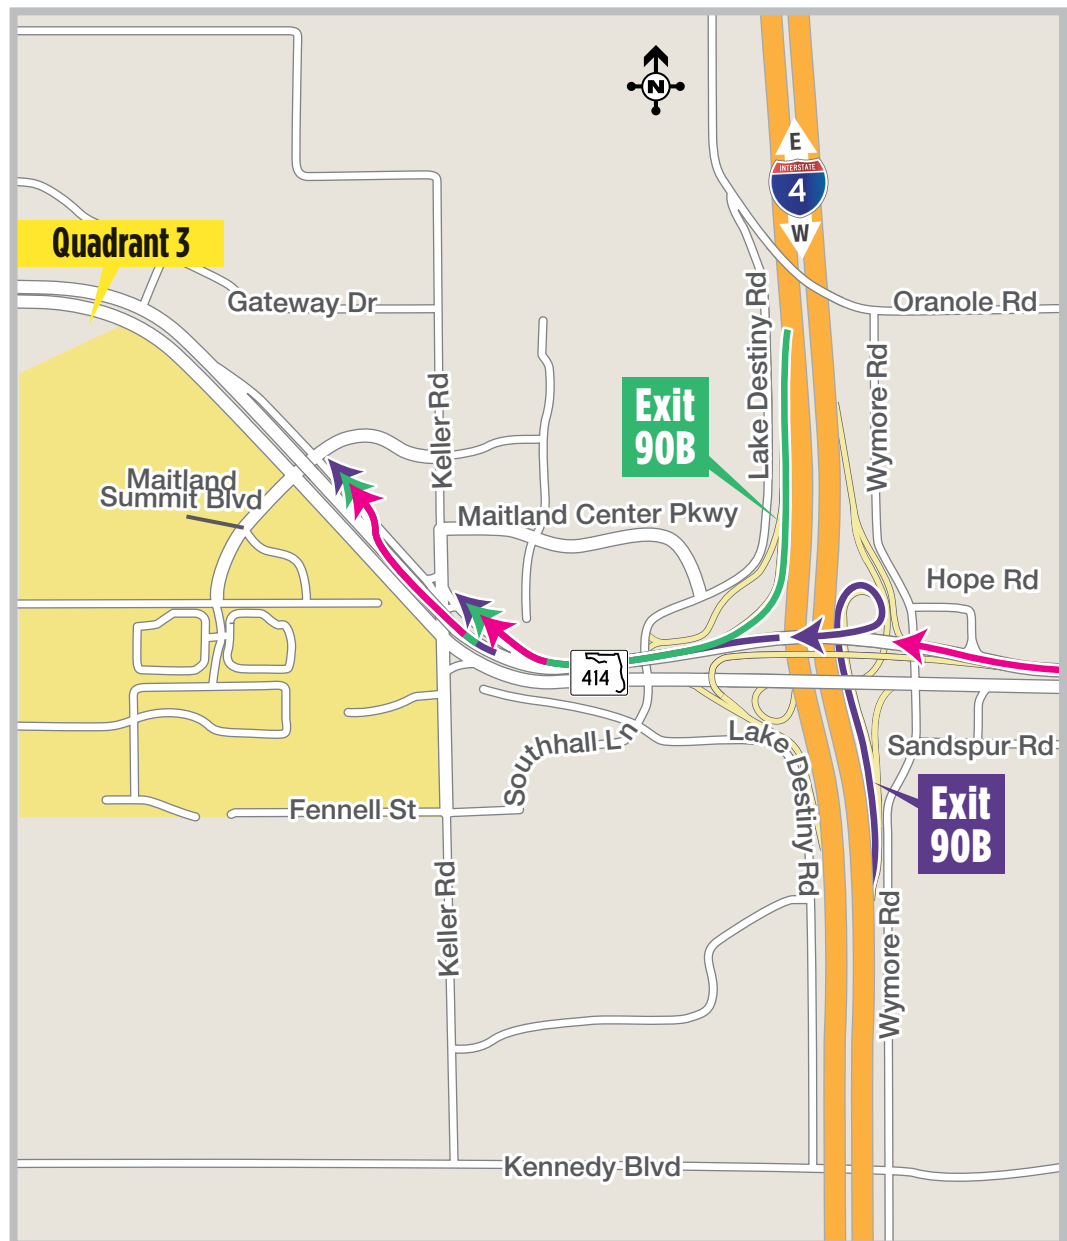 N
E
INTERSTATE
4
W
Quadrant 3
Gateway Dr
Lake Destiny Rd
Oranole Rd
Wymore Rd
Keller Rd
Exit
90B
Maitland
Summit Blvd
Maitland Center Pkwy
Hope Rd
414
Southhall Ln
Lake Destiny Rd
Sandspur Rd
Fennell St
Exit
90B
Keller Rd
Wymore Rd
Kennedy Blvd